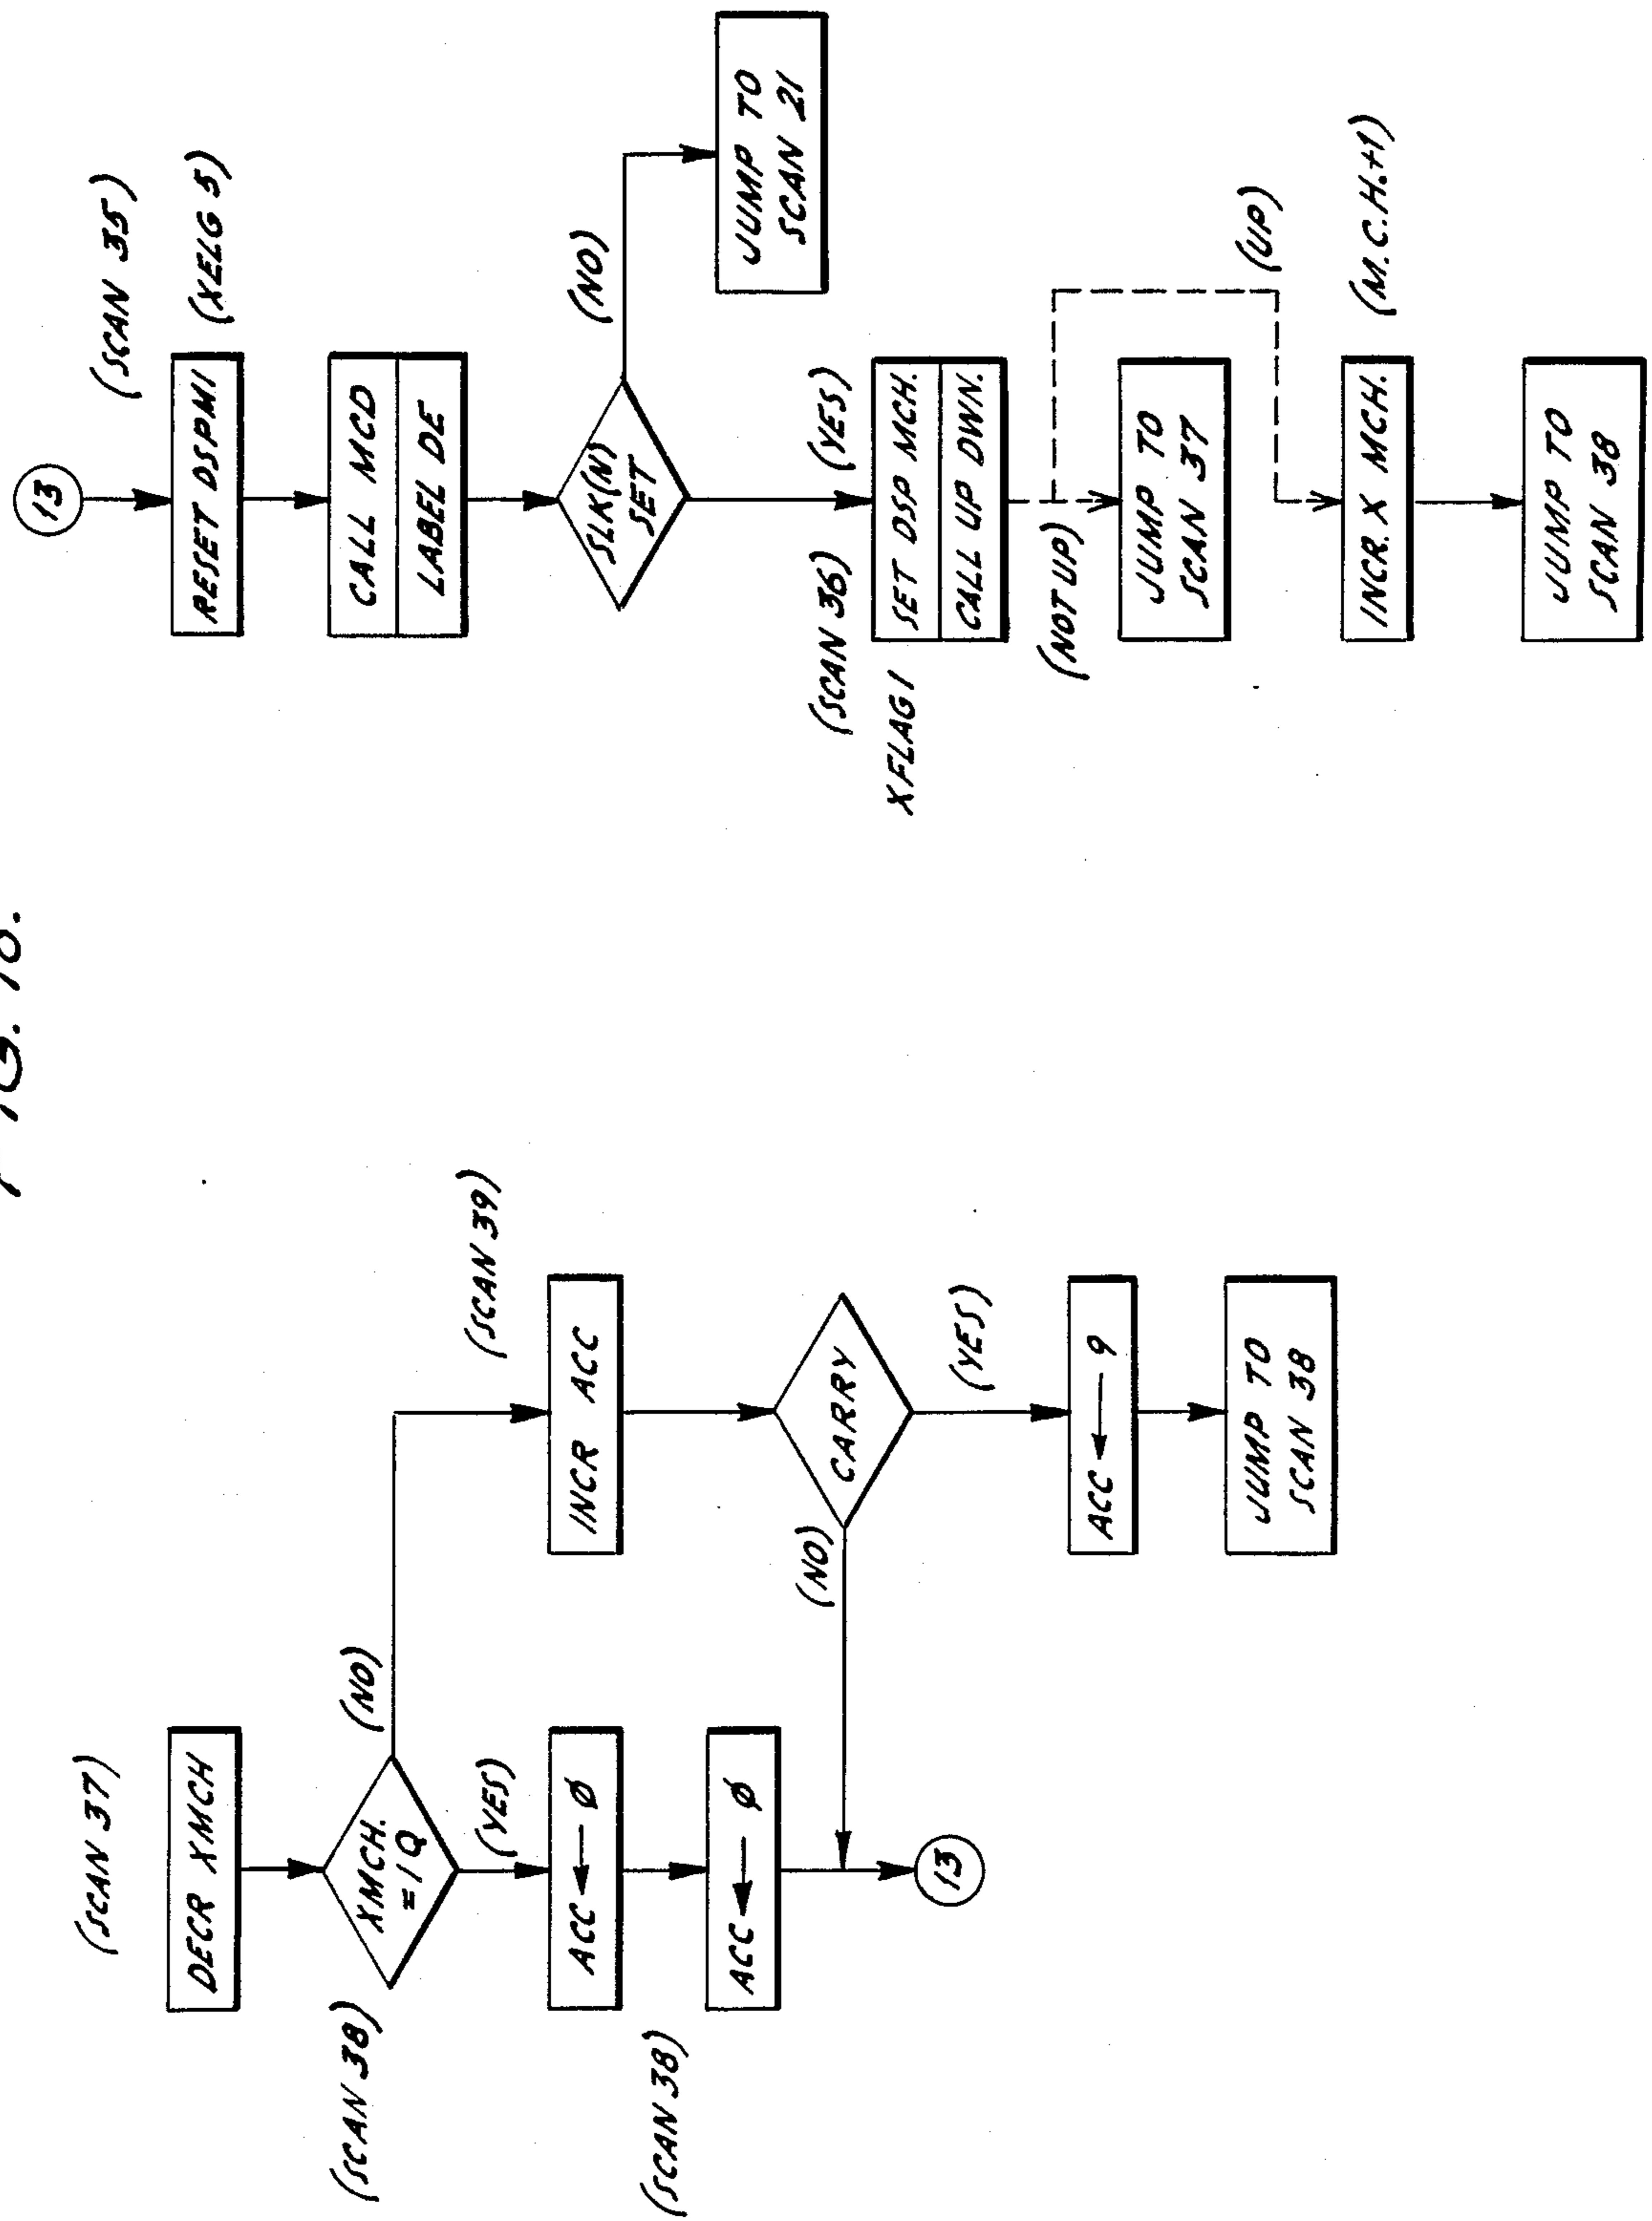 (SCAN 37)
DECR XMCH
(SCAN 38)
XMCH.
=1Q
(NO)
(YES)
ACC ← Ø
(SCAN 38)
ACC ← Ø
13
(SCAN 39)
INCR ACC
CARRY
(NO)
(YES)
ACC ← 9
JUMP TO
SCAN 38
13
(SCAN 35)
RESET DSPMI
(XELG 5)
CALL MCD
LABEL DE
SLK(N)
SET
(NO)
JUMP TO
SCAN 21
(YES)
(SCAN 36)
XFLAG1
SET DSP MCH.
CALL UP DWN.
(NOT UP)
(UP)
JUMP TO
SCAN 37
(M.C.H.+1)
INCR. X MCH.
JUMP TO
SCAN 38